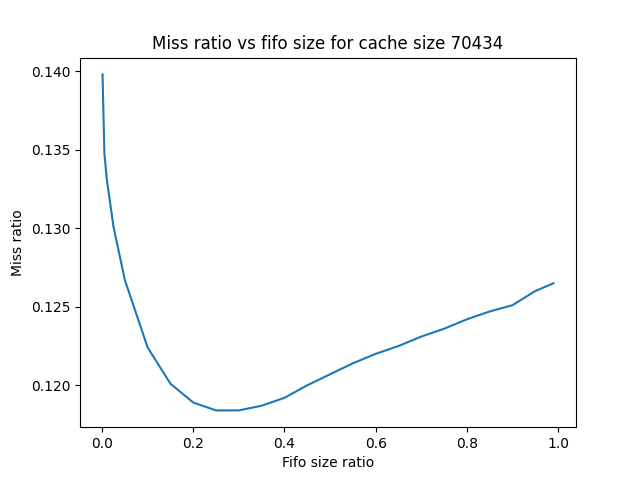 Miss ratio vs fifo size for cache size 70434
0.140
0.135
0.130
0.125
0.120
Miss ratio
0.0 0.2 0.4 0.6 0.8 1.0
Fifo size ratio